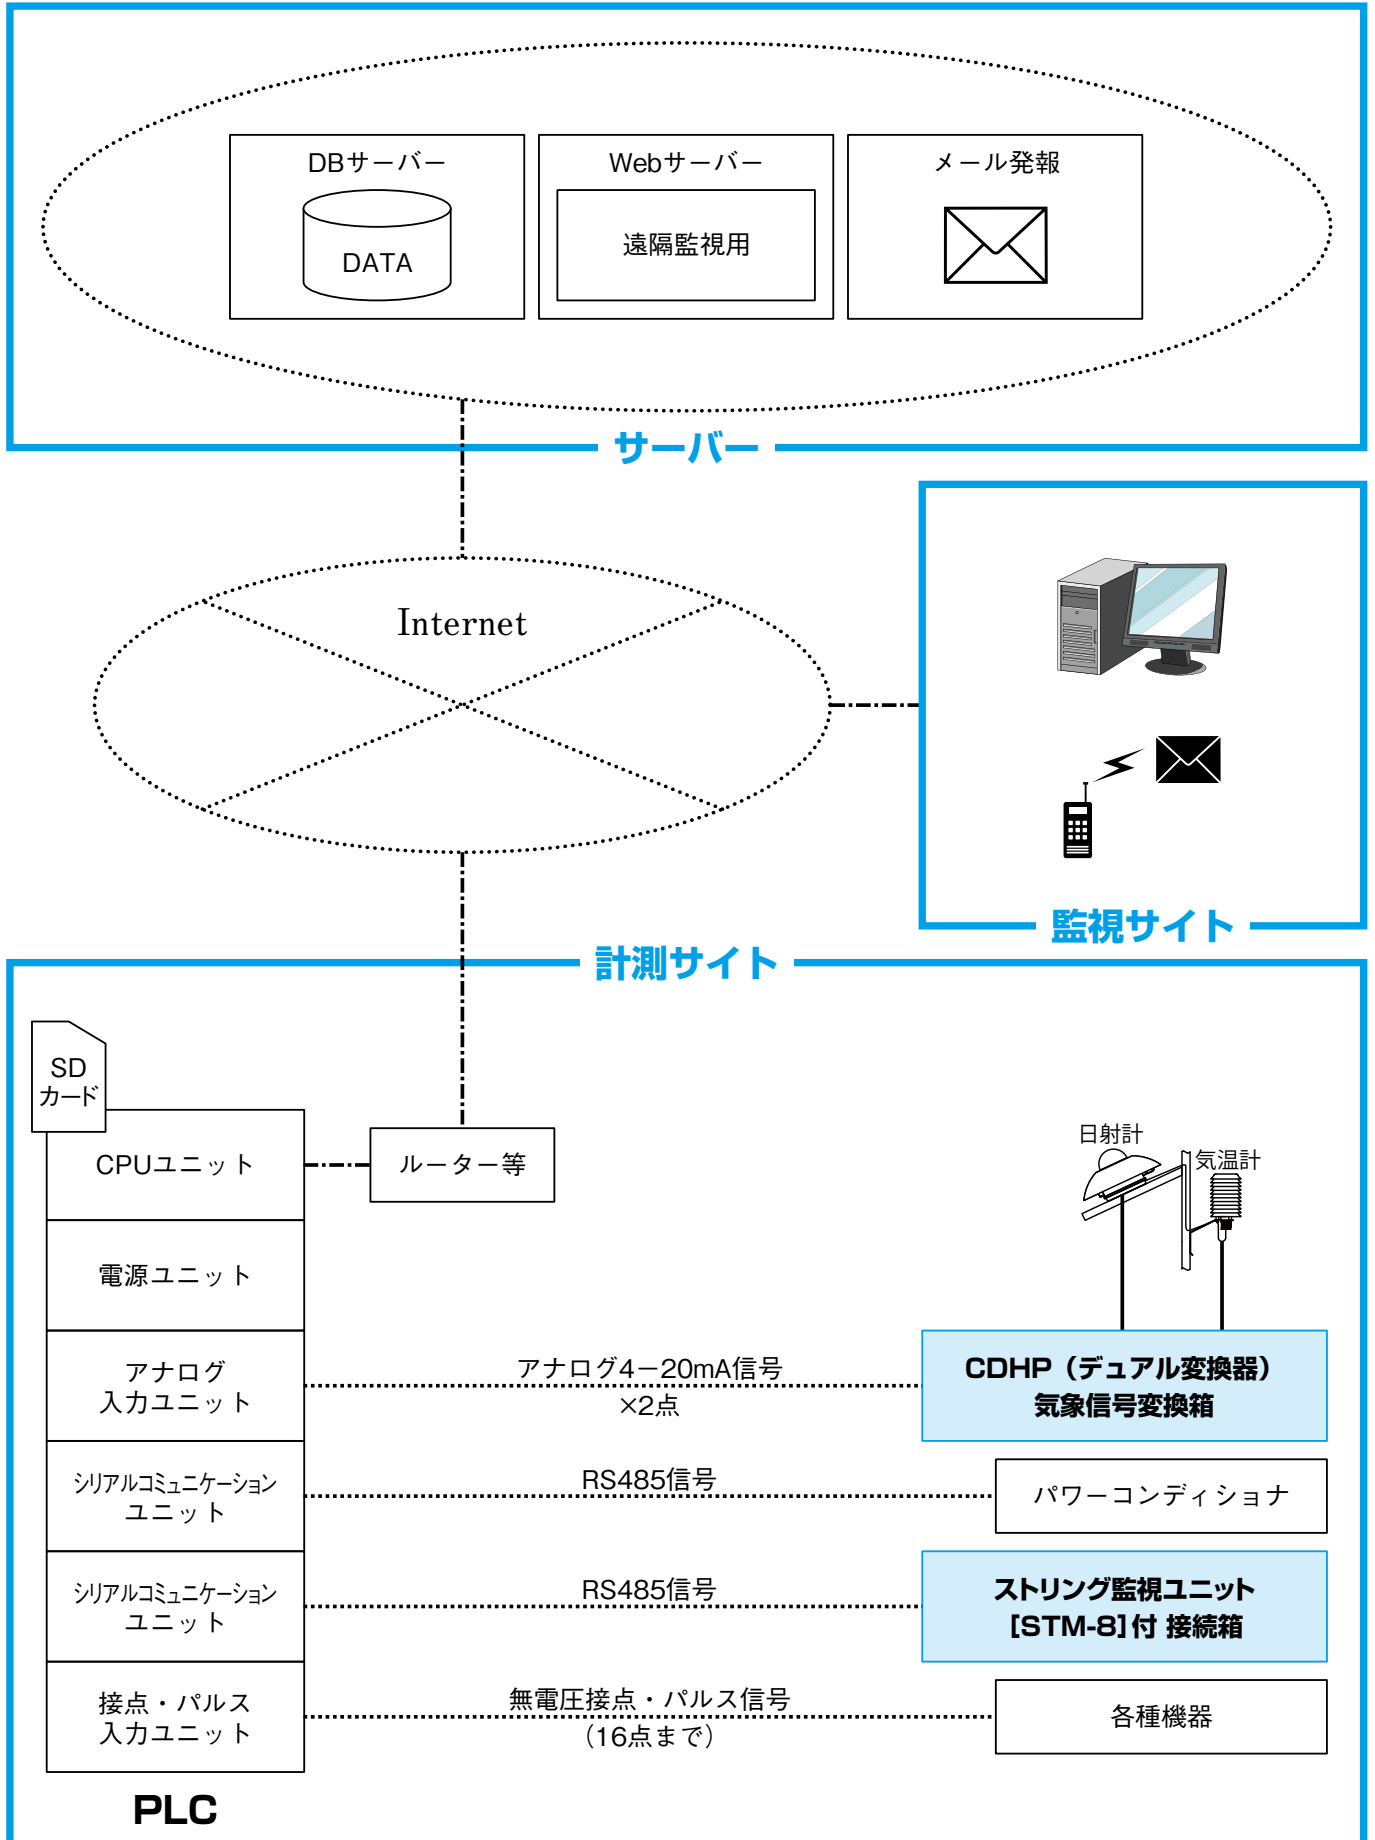 DBサーバー
DATA
Webサーバー
遠隔監視用
メール発報
サーバー
Internet
監視サイト
計測サイト
SD
カード
CPUユニット
ルーター等
日射計
気温計
電源ユニット
アナログ
入力ユニット
アナログ4－20mA信号
×2点
CDHP（デュアル変換器）
気象信号変換箱
シリアルコミュニケーション
ユニット
RS485信号
パワーコンディショナ
シリアルコミュニケーション
ユニット
RS485信号
ストリング監視ユニット
［STM-8］付 接続箱
接点・パルス
入力ユニット
無電圧接点・パルス信号
（16点まで）
各種機器
PLC